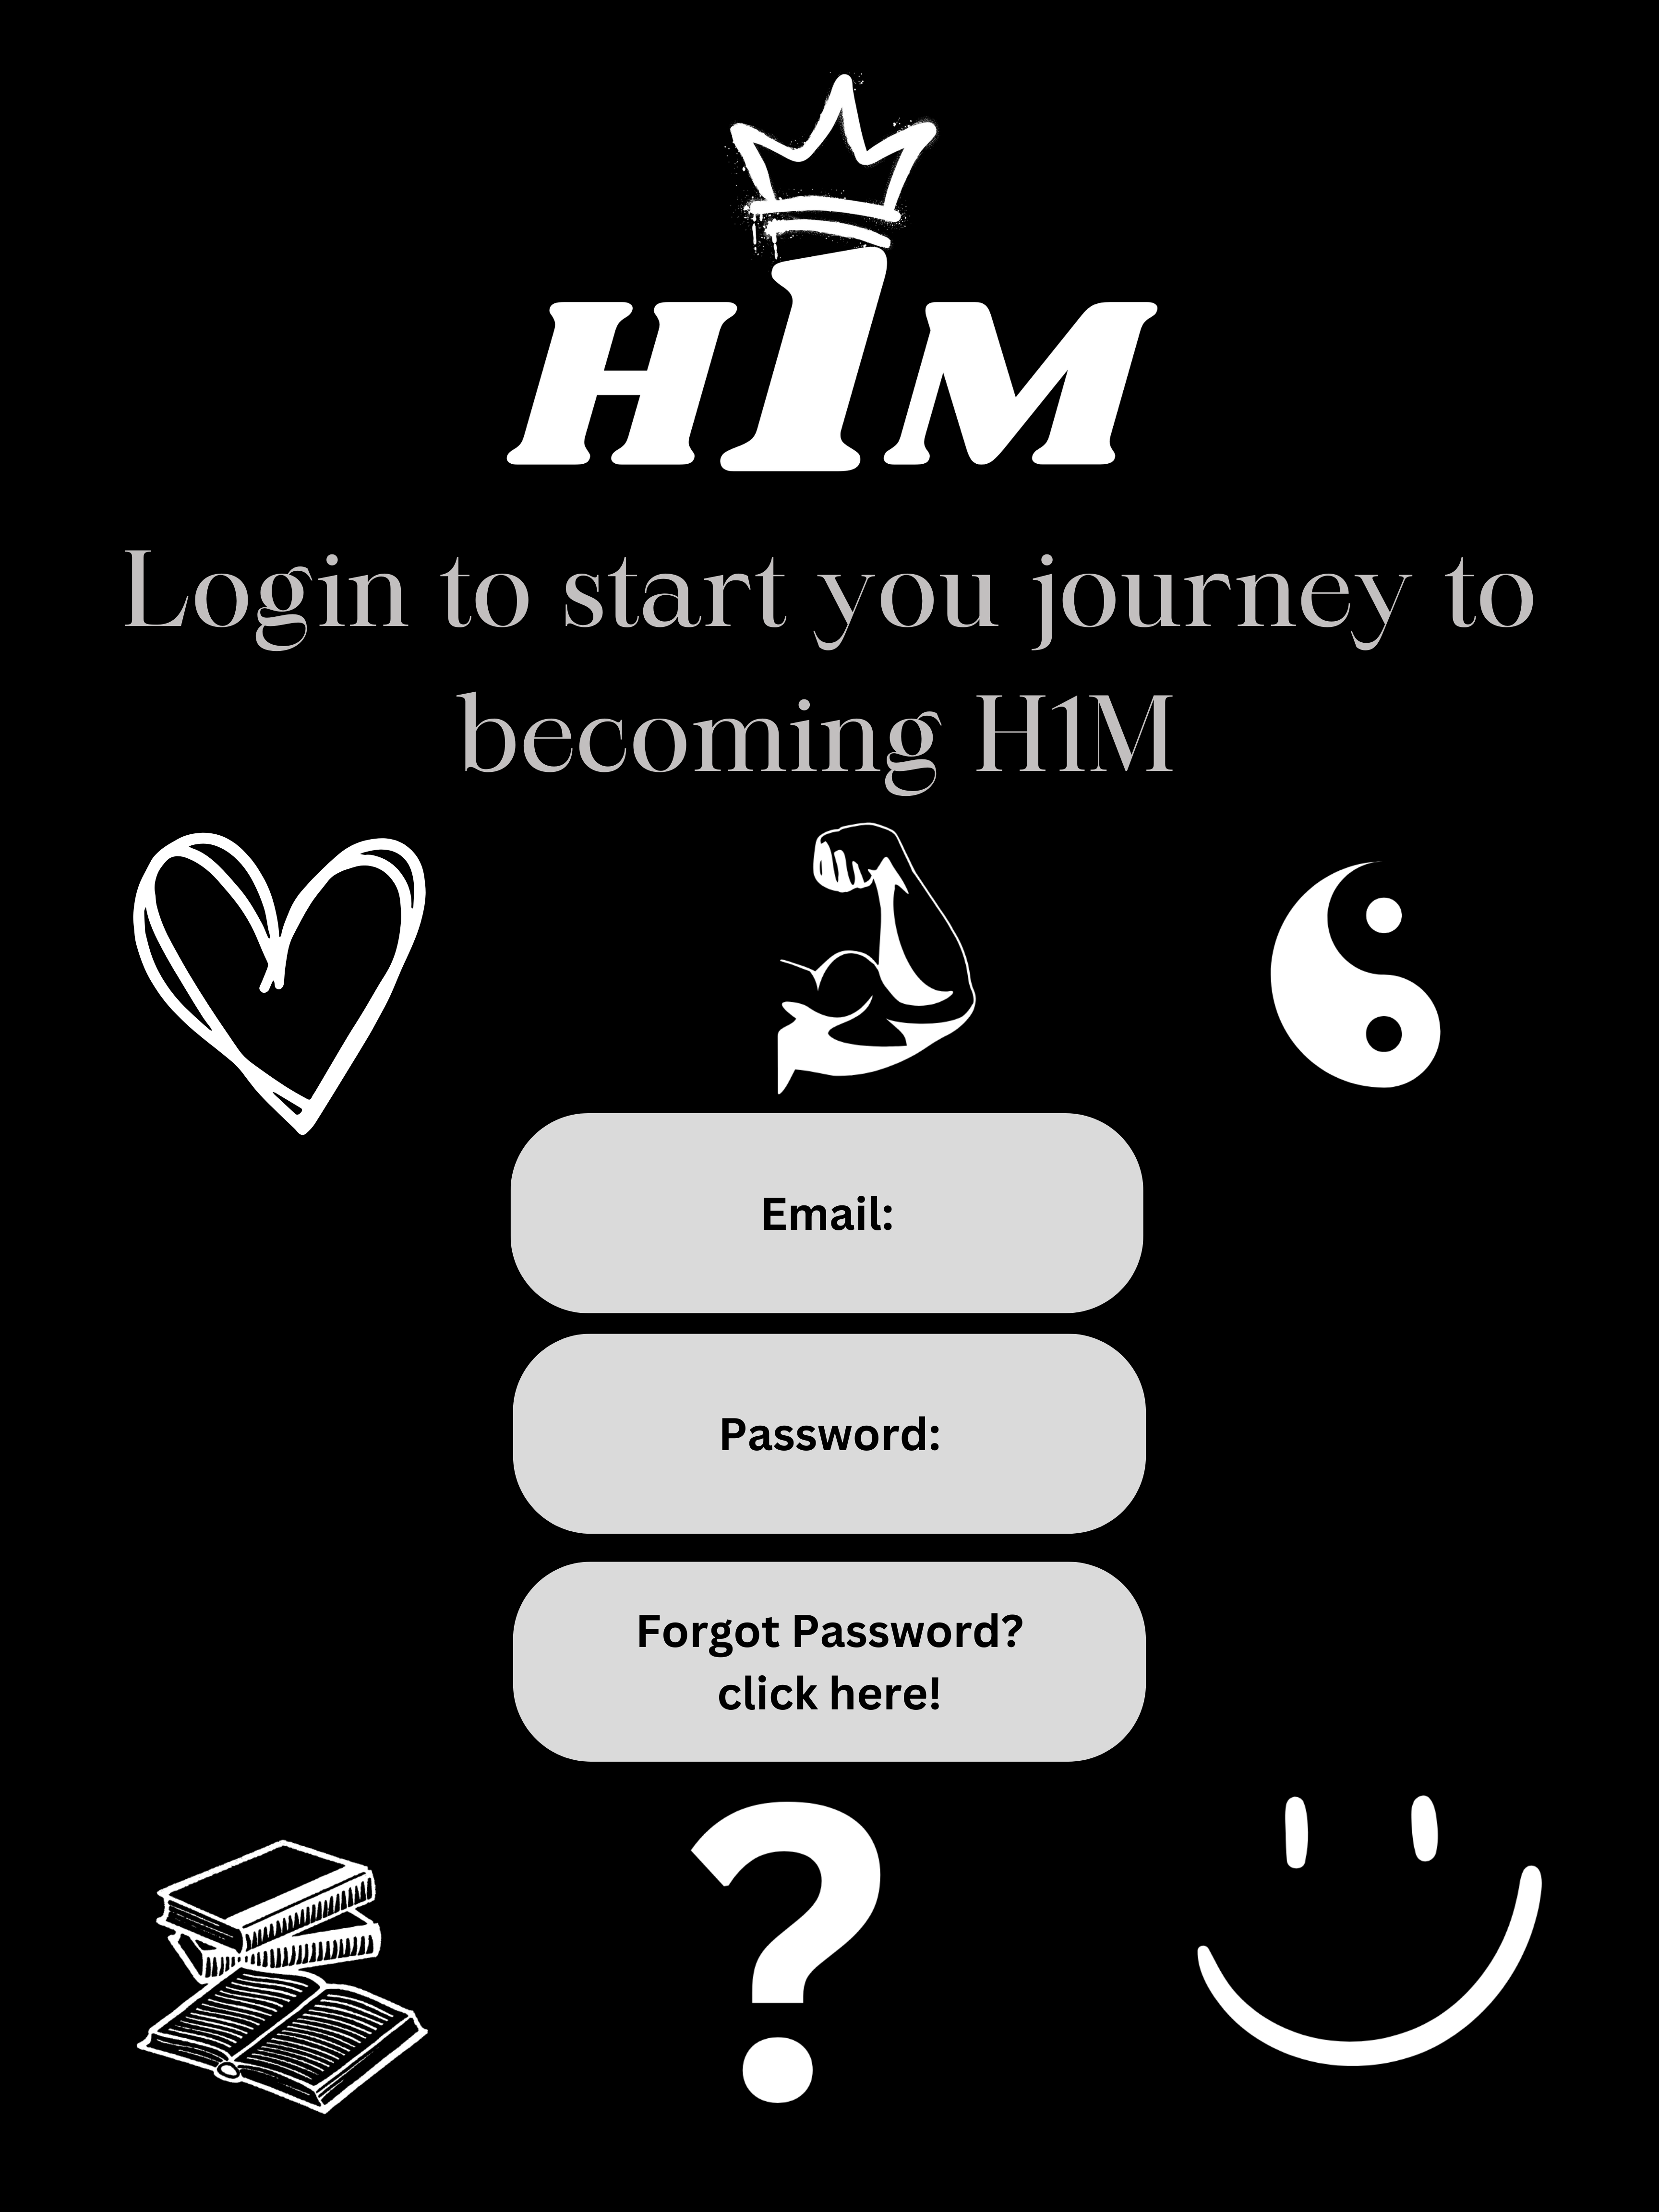 H1M
Login to start you journey to
becoming H1M
Email:
Password:
Forgot Password?
click here!
?